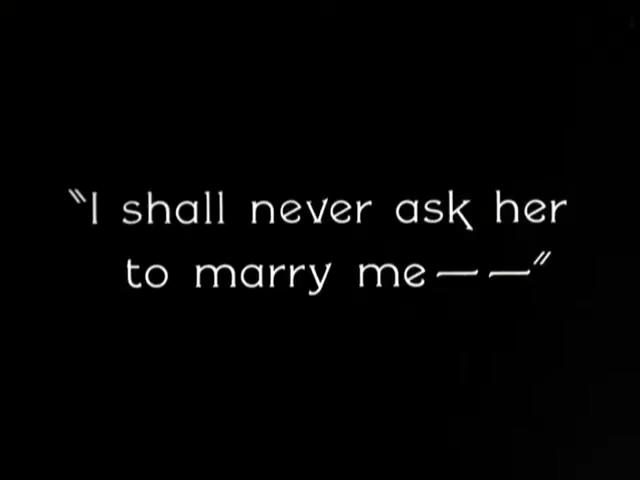 "I shall never ask her
to marry me — —"